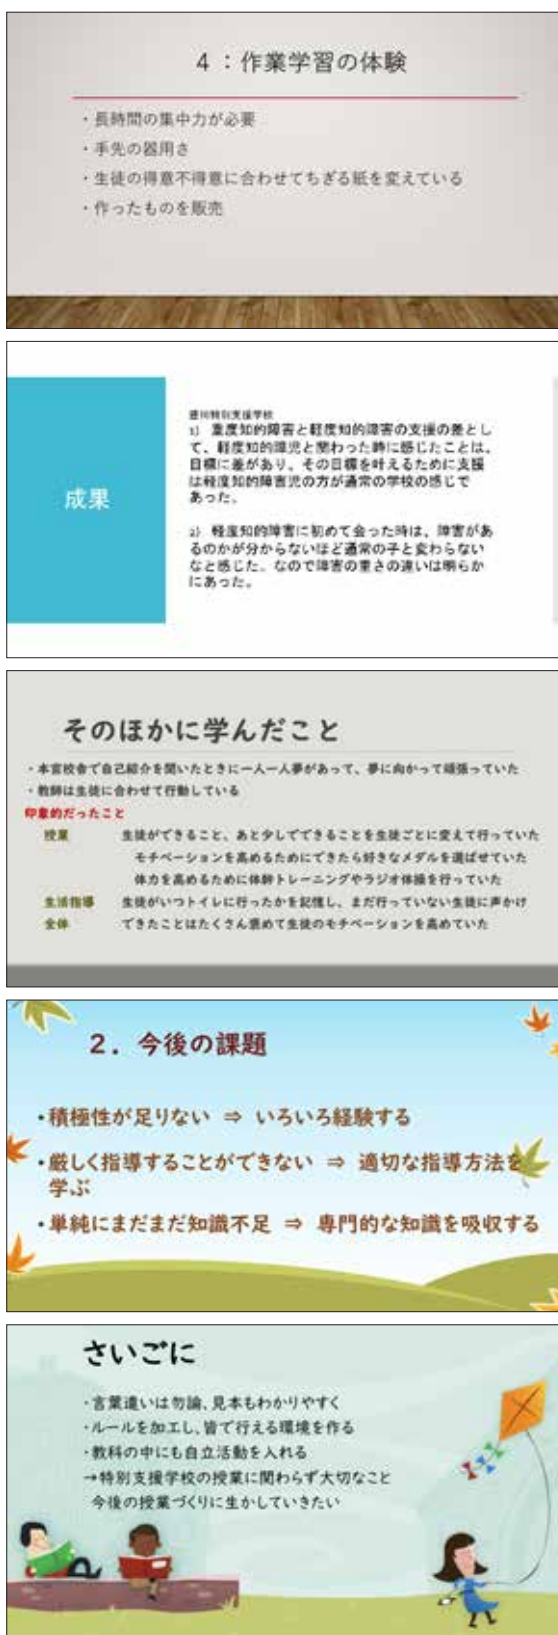 4：作業学習の体験
・長時間の集中力が必要
・手先の器用さ
・生徒の得意不得意に合わせてちぎる紙を変えている
・作ったものを販売
成果
特別支援学校
1) 重度知的障害と軽度知的障害の支援の差とし
て、軽度知的障児と関わった時に感じたことは、
目標に差があり、その目標を叶えるために支援
は軽度知的障害児の方が通常の学校の感じで
あった。
2) 軽度知的障害に初めて会った時は、障害があ
るのかが分からないほど通常の子と変わらない
なと感じた。なので障害の重さの違いは明らか
にあった。
そのほかに学んだこと
・本宮校舎で自己紹介を聞いたときに一人一人夢があって、夢に向かって頑張っていた
・教師は生徒に合わせて行動している
印象的だったこと
授業 生徒ができること、あと少しでできることを生徒ごとに変えて行っていた
モチベーションを高めるためにできたら好きなメダルを選ばせていた
体力を高めるために体幹トレーニングやラジオ体操を行っていた
生活指導 生徒がいつトイレに行ったかを記憶し、まだ行っていない生徒に声かけ
全体 できたことはたくさん褒めて生徒のモチベーションを高めていた
2．今後の課題
・積極性が足りない ⇒ いろいろ経験する
・厳しく指導することができない ⇒ 適切な指導方法を
学ぶ
・単純にまだまだ知識不足 ⇒ 専門的な知識を吸収する
さいごに
・言葉遣いは勿論、見本もわかりやすく
・ルールを加工し、皆で行える環境を作る
・教科の中にも自立活動を入れる
→特別支援学校の授業に関わらず大切なこと
今後の授業づくりに生かしていきたい